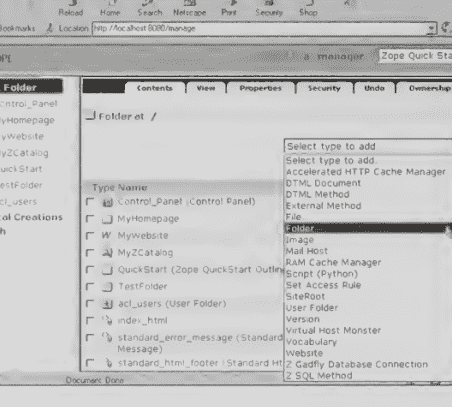 Reload Home Search Netscape Print Security Shop
Bookmarks Location http://localhost:8080/manage
a manager Zope Quick Sta
Folder
Contents View Properties Security Undo Ownership
Control_Panel
MyHomepage
MyWebsite
MyZCatalog
QuickStart
TestFolder
acl_users
al Creations
h
Folder at /
Select type to add
Select type to add
Accelerated HTTP Cache Manager
DTML Document
DTML Method
External Method
File
Folder
Image
Mail Host
RAM Cache Manager
Script (Python)
Set Access Rule
SiteRoot
User Folder
Version
Virtual Host Monster
Vocabulary
Website
Z Gadfly Database Connection
Z SQL Method
Type Name
Control_Panel (Control Panel)
MyHomepage
MyWebsite
MyZCatalog
QuickStart (Zope QuickStart Outline
TestFolder
acl_users (User Folder)
index_html
standard_error_message (Standard
Message)
standard_html_footer (Standard Ht
Document Done